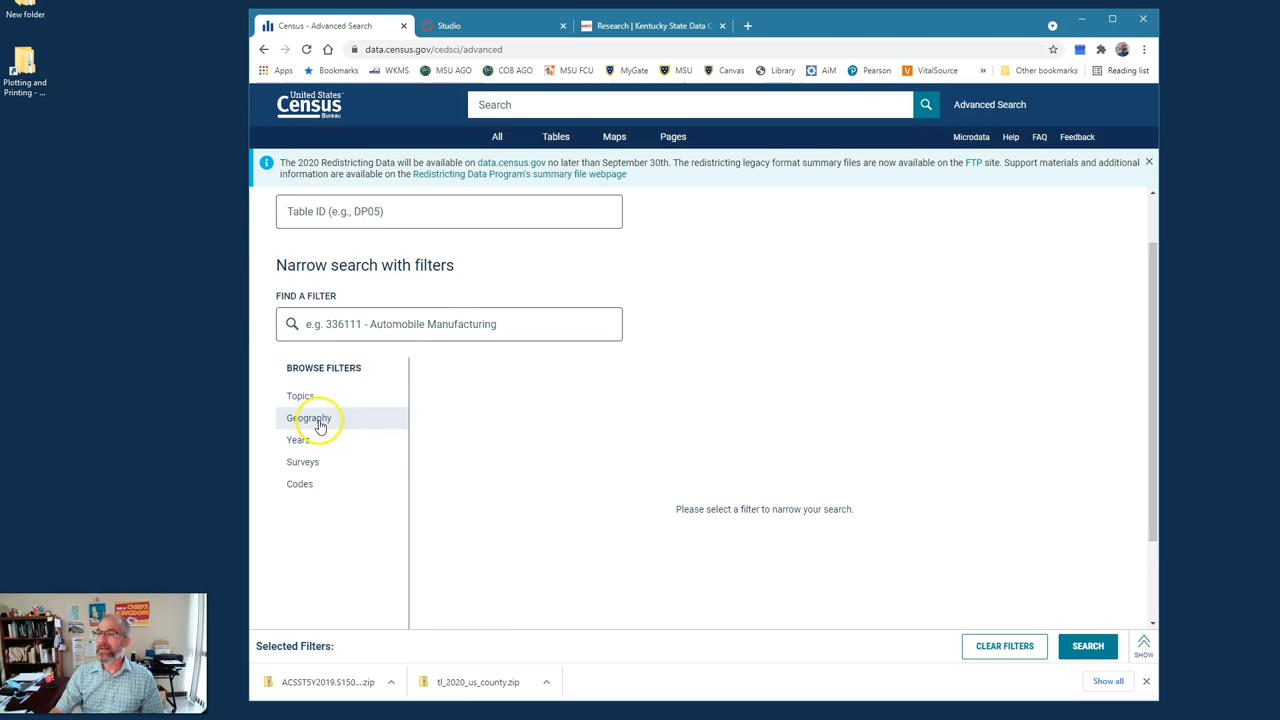 New folder
Plotting and
Printing - ...
Census - Advanced Search
Studio
Research | Kentucky State Data C
data.census.gov/cedsci/advanced
Apps
Bookmarks
WKMS
MSU AGO
COB AGO
MSU FCU
MyGate
MSU
Canvas
Library
AiM
Pearson
VitalSource
»
Other bookmarks
Reading list
United States
Census
Bureau
Search
Advanced Search
All
Tables
Maps
Pages
Microdata
Help
FAQ
Feedback
The 2020 Redistricting Data will be available on data.census.gov no later than September 30th. The redistricting legacy format summary files are now available on the FTP site. Support materials and additional
information are available on the Redistricting Data Program's summary file webpage
Table ID (e.g., DP05)
Narrow search with filters
FIND A FILTER
e.g. 336111 - Automobile Manufacturing
BROWSE FILTERS
Topics
Geography
Years
Surveys
Codes
Please select a filter to narrow your search.
Selected Filters:
CLEAR FILTERS
SEARCH
SHOW
ACSST5Y2019.S150....zip
tl_2020_us_county.zip
Show all
CHIEFS
KINGDOM